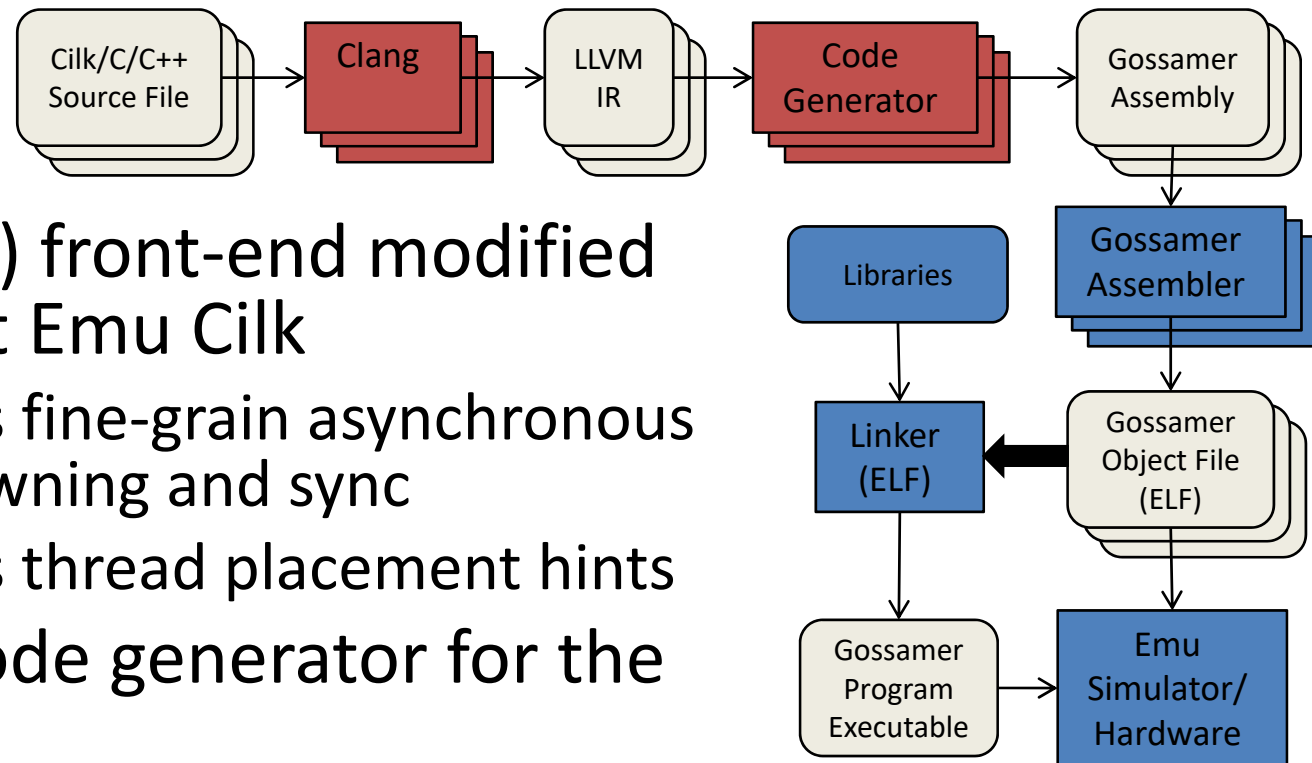 Cilk/C/C++
Source File
Clang
LLVM
IR
Code
Generator
Gossamer
Assembly
) front-end modified
t Emu Cilk
s fine-grain asynchronous
wning and sync
s thread placement hints
ode generator for the
Libraries
Gossamer
Assembler
Linker
(ELF)
Gossamer
Object File
(ELF)
Gossamer
Program
Executable
Emu
Simulator/
Hardware